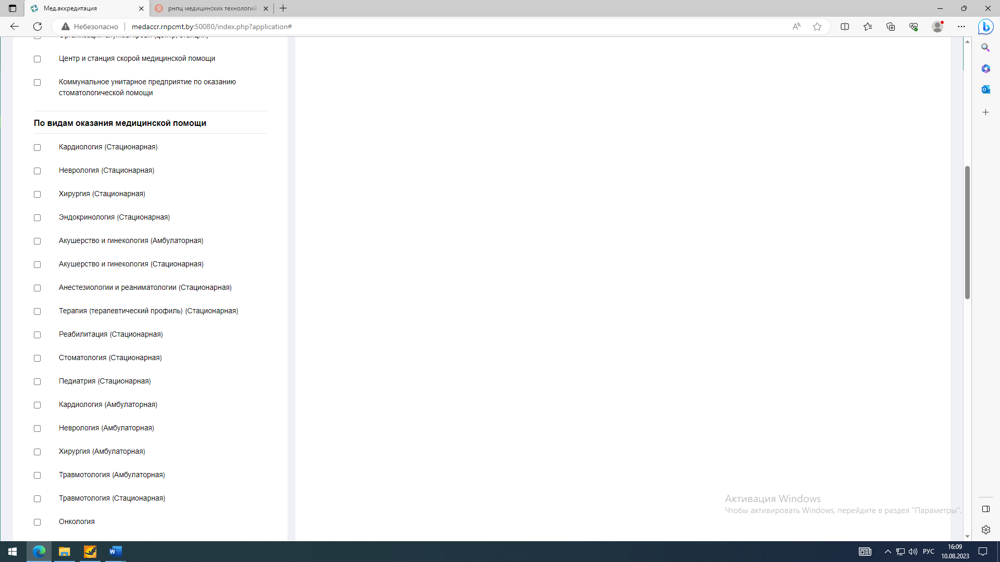 Мед.аккредитация
рнпц медицинских технологий
Небезопасно
medaccr.rnpcmt.by:50080/index.php?application#
Центр и станция скорой медицинской помощи
Коммунальное унитарное предприятие по оказанию
стоматологической помощи
По видам оказания медицинской помощи
Кардиология (Стационарная)
Неврология (Стационарная)
Хирургия (Стационарная)
Эндокринология (Стационарная)
Акушерство и гинекология (Амбулаторная)
Акушерство и гинекология (Стационарная)
Анестезиологии и реаниматологии (Стационарная)
Терапия (терапевтический профиль) (Стационарная)
Реабилитация (Стационарная)
Стоматология (Стационарная)
Педиатрия (Стационарная)
Кардиология (Амбулаторная)
Неврология (Амбулаторная)
Хирургия (Амбулаторная)
Травмотология (Амбулаторная)
Травмотология (Стационарная)
Онкология
Активация Windows
Чтобы активировать Windows, перейдите в раздел "Параметры".
РУС
16:09
10.08.2023